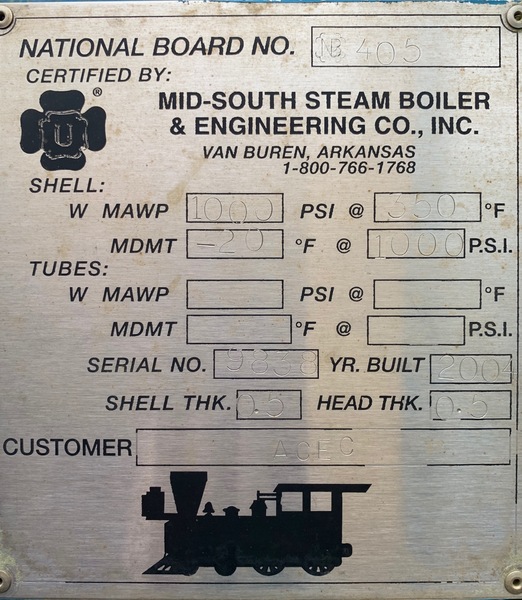 NATIONAL BOARD NO. 405
CERTIFIED BY:
U ®
MID-SOUTH STEAM BOILER
& ENGINEERING CO., INC.
VAN BUREN, ARKANSAS
1-800-766-1768
SHELL:
W MAWP 1000 PSI @ 350 °F
MDMT -20 °F @ 1000 P.S.I.
TUBES:
W MAWP PSI @ °F
MDMT °F @ P.S.I.
SERIAL NO. 9838 YR. BUILT 2004
SHELL THK. 0.5 HEAD THK. 0.5
CUSTOMER ACEC